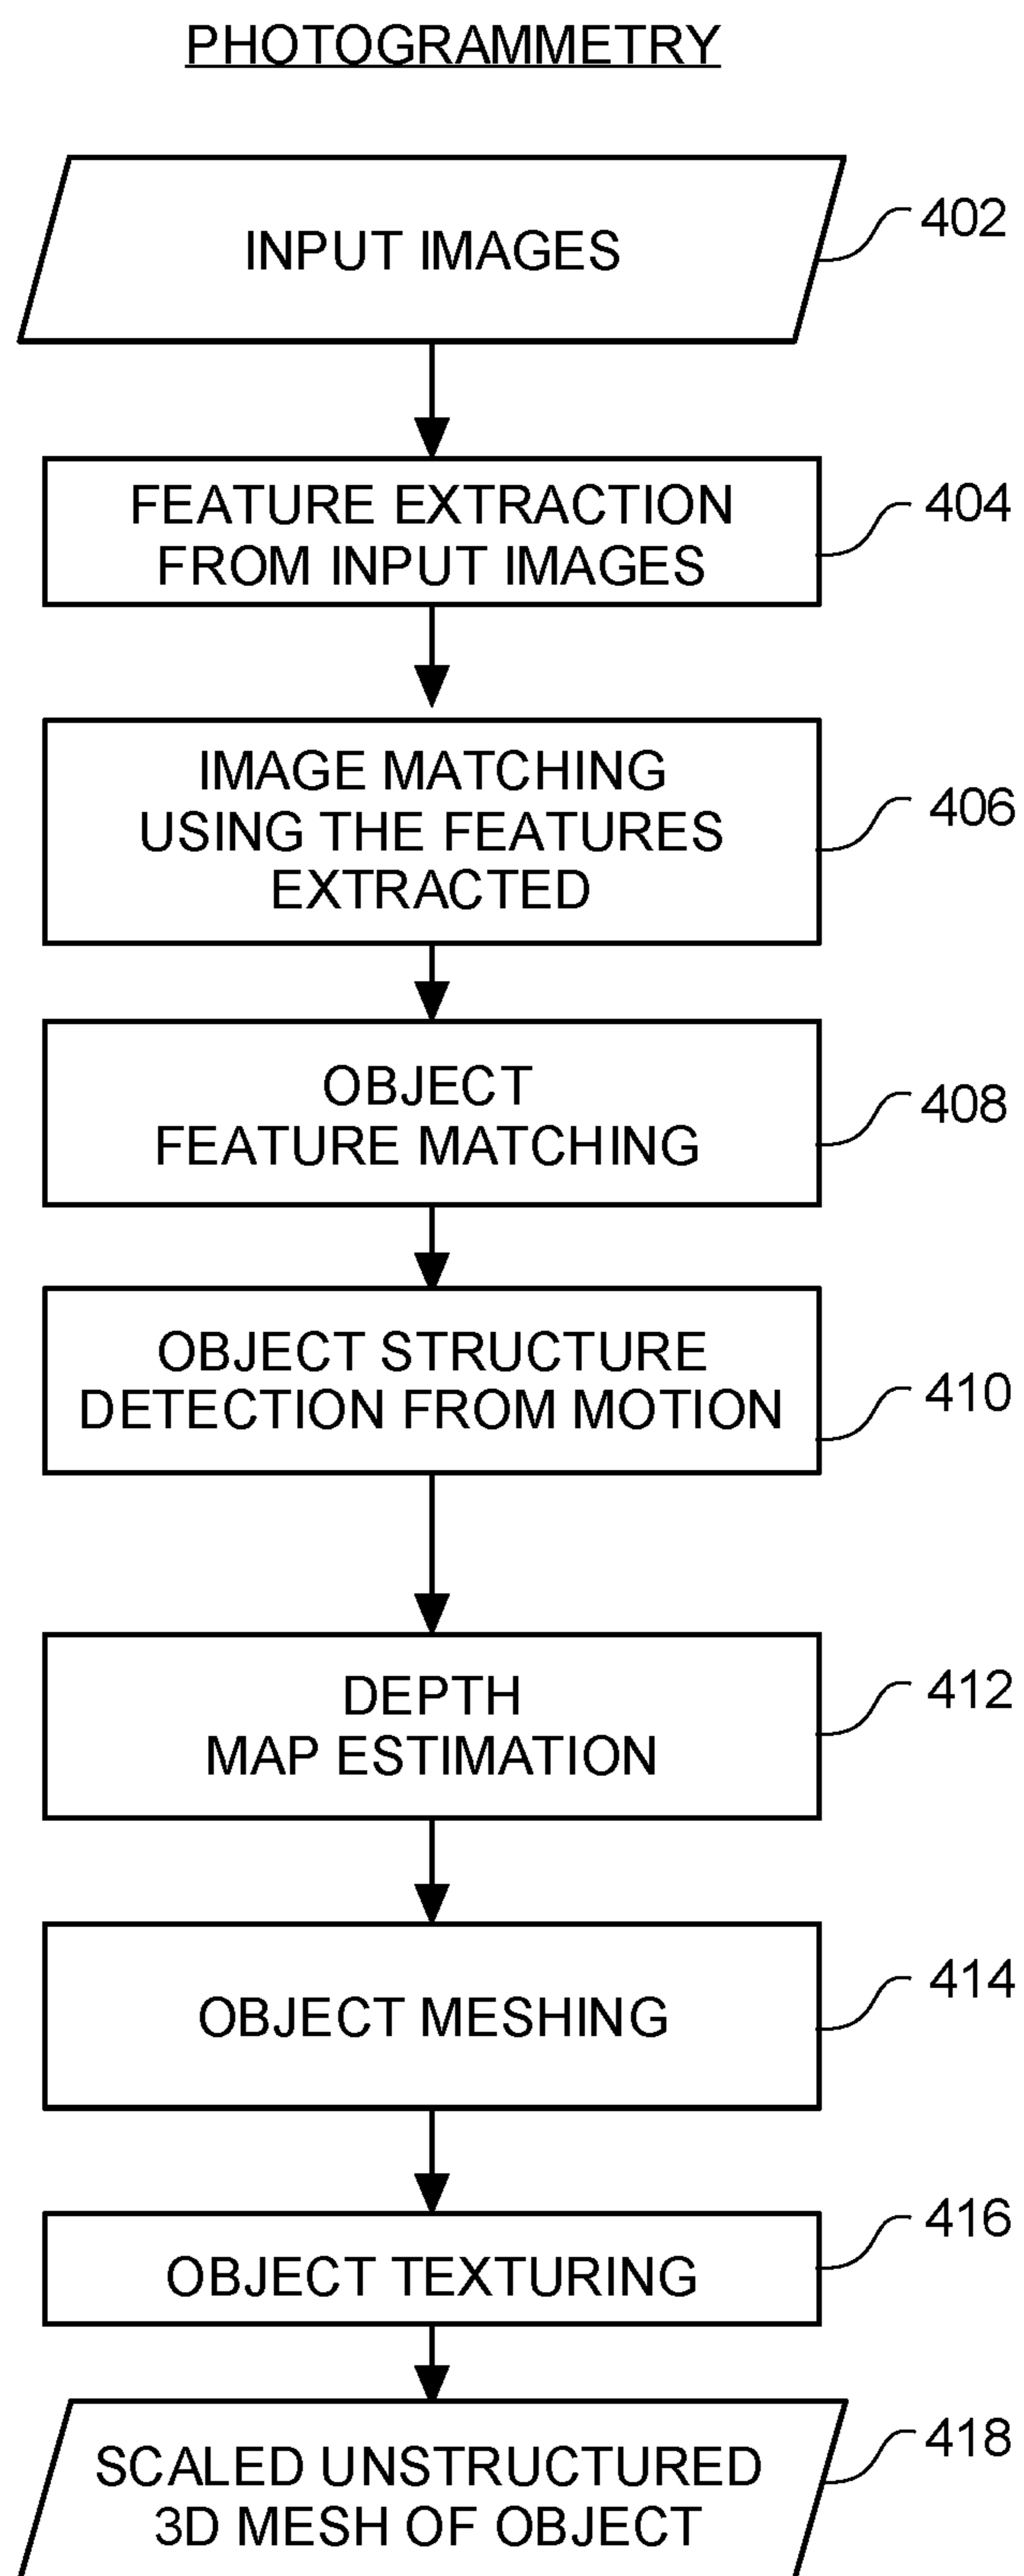 PHOTOGRAMMETRY
INPUT IMAGES
402
FEATURE EXTRACTION
FROM INPUT IMAGES
404
IMAGE MATCHING
USING THE FEATURES
EXTRACTED
406
OBJECT
FEATURE MATCHING
408
OBJECT STRUCTURE
DETECTION FROM MOTION
410
DEPTH
MAP ESTIMATION
412
OBJECT MESHING
414
OBJECT TEXTURING
416
SCALED UNSTRUCTURED
3D MESH OF OBJECT
418